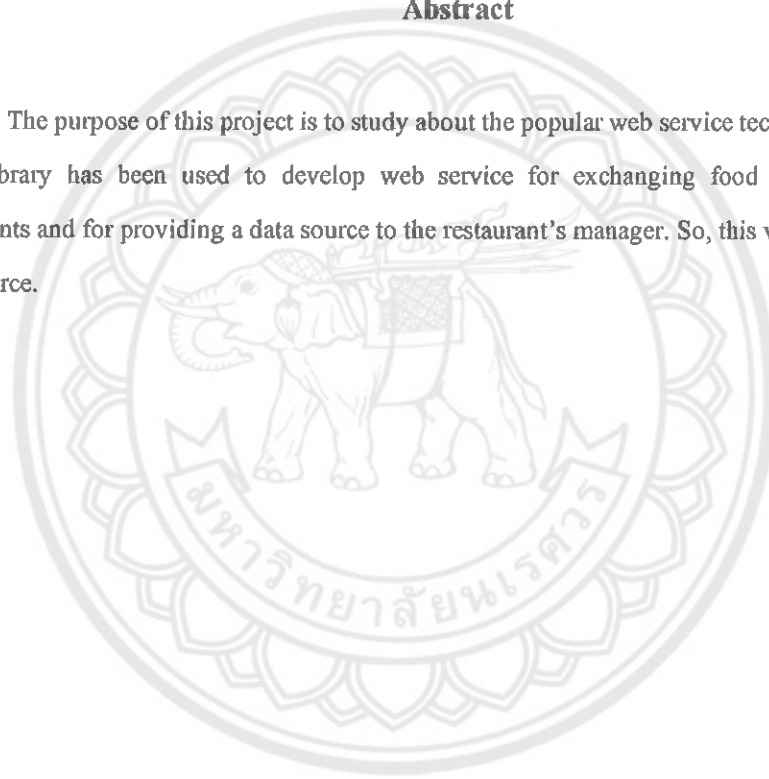 Abstract
The purpose of this project is to study about the popular web service tec
brary has been used to develop web service for exchanging food
nts and for providing a data source to the restaurant's manager. So, this
rce.
มหาวิทยาลัยนเรศวร